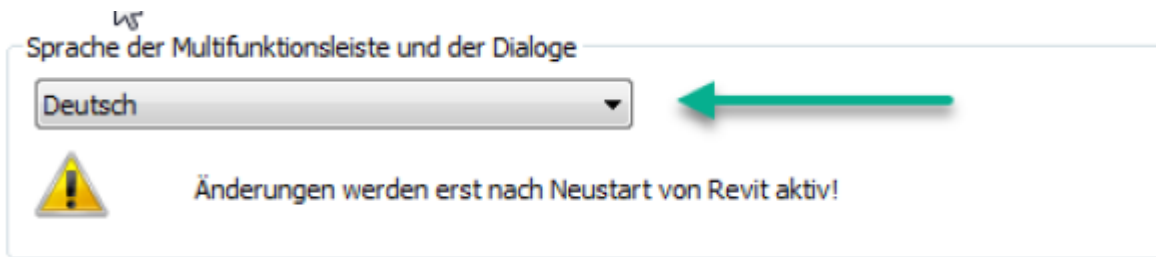 Sprache der Multifunktionsleiste und der Dialoge
Deutsch
Änderungen werden erst nach Neustart von Revit aktiv!